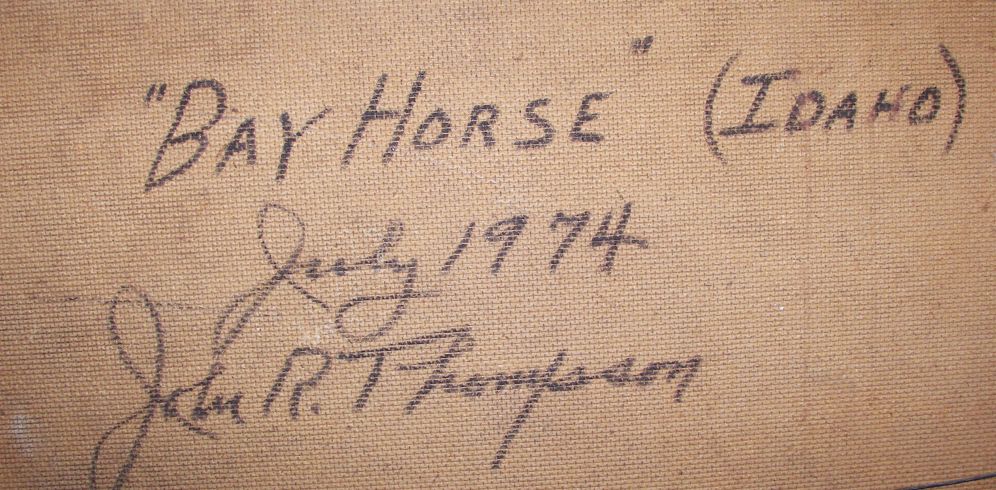 "BAY HORSE" (IDAHO)
July 1974
John R. Thompson